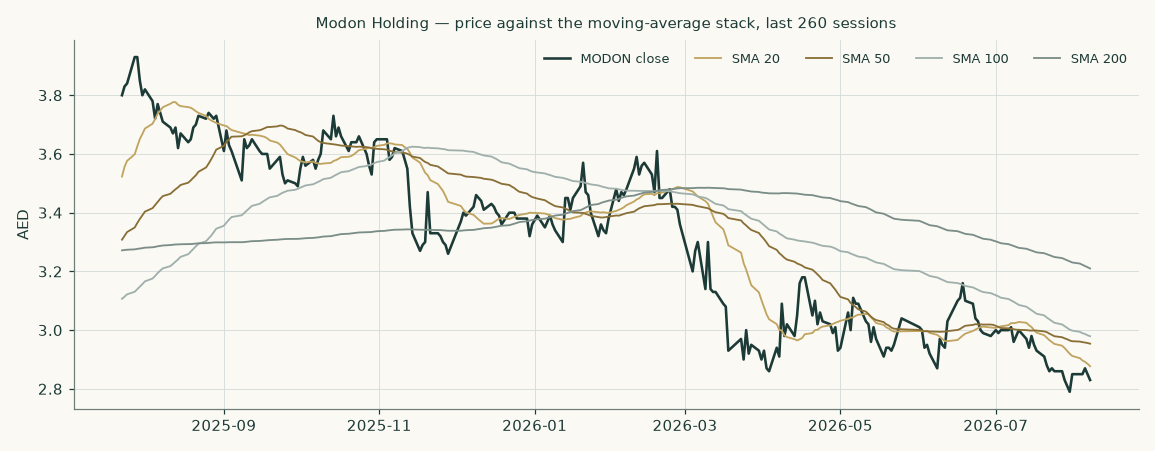 Modon Holding — price against the moving-average stack, last 260 sessions
MODON close
SMA 20
SMA 50
SMA 100
SMA 200
AED
3.8
3.6
3.4
3.2
3.0
2.8
2025-09
2025-11
2026-01
2026-03
2026-05
2026-07